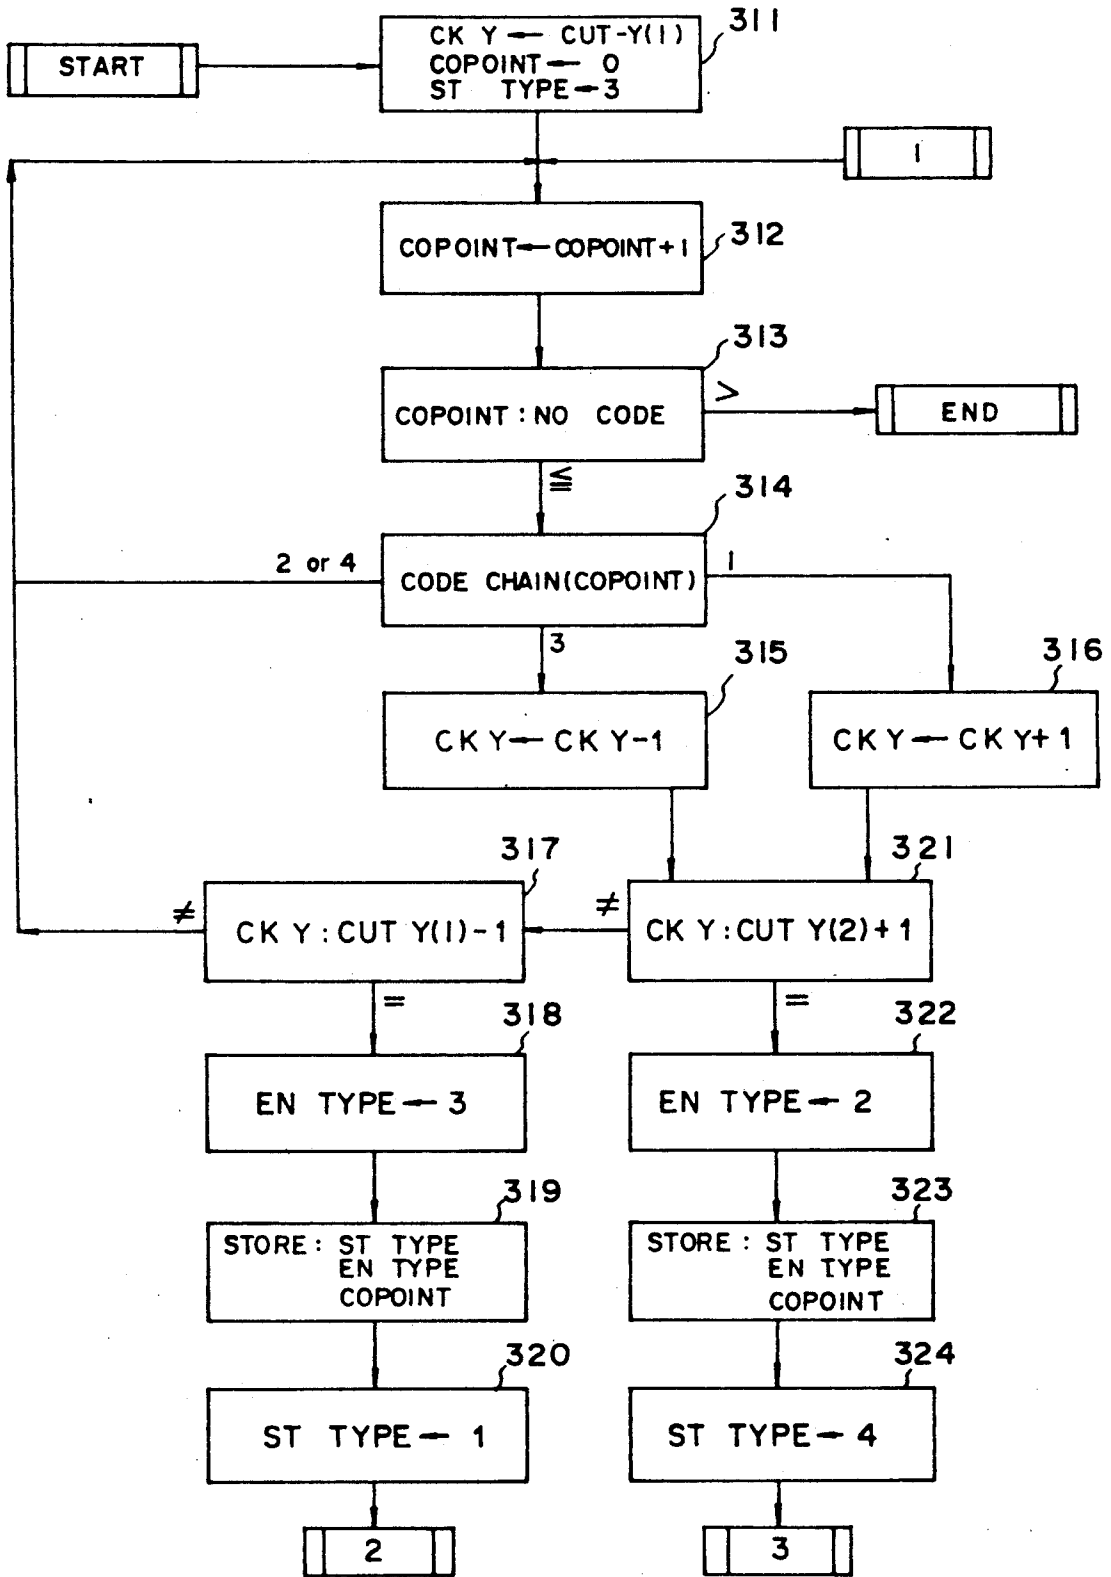 START
CK Y ← CUT-Y(1)
COPOINT ← 0
ST TYPE ← 3
311
1
COPOINT ← COPOINT+1
312
313
COPOINT : NO CODE
>
END
≦
314
2 or 4
CODE CHAIN(COPOINT)
1
3
315
316
CK Y ← CK Y-1
CK Y ← CK Y+1
317
321
≠
CK Y : CUT Y(1)-1
≠
CK Y : CUT Y(2)+1
=
=
318
322
EN TYPE ← 3
EN TYPE ← 2
319
323
STORE : ST TYPE
EN TYPE
COPOINT
STORE : ST TYPE
EN TYPE
COPOINT
320
324
ST TYPE ← 1
ST TYPE ← 4
2
3